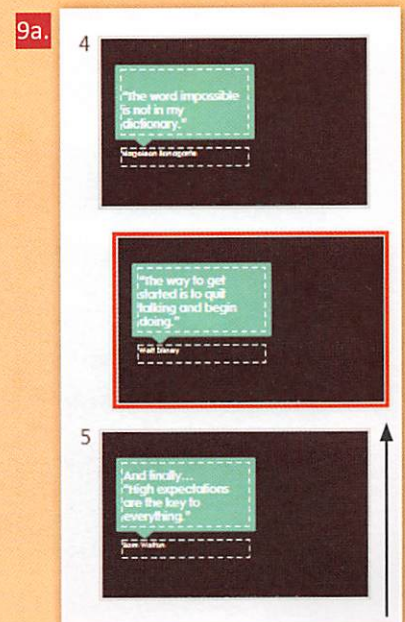 9a.
4
"The word impossible
is not in my
dictionary."
Napoleon Bonaparte
"The way to get
started is to quit
talking and begin
doing."
Walt Disney
5
And finally...
"High expectations
are the key to
everything."
Sam Walton